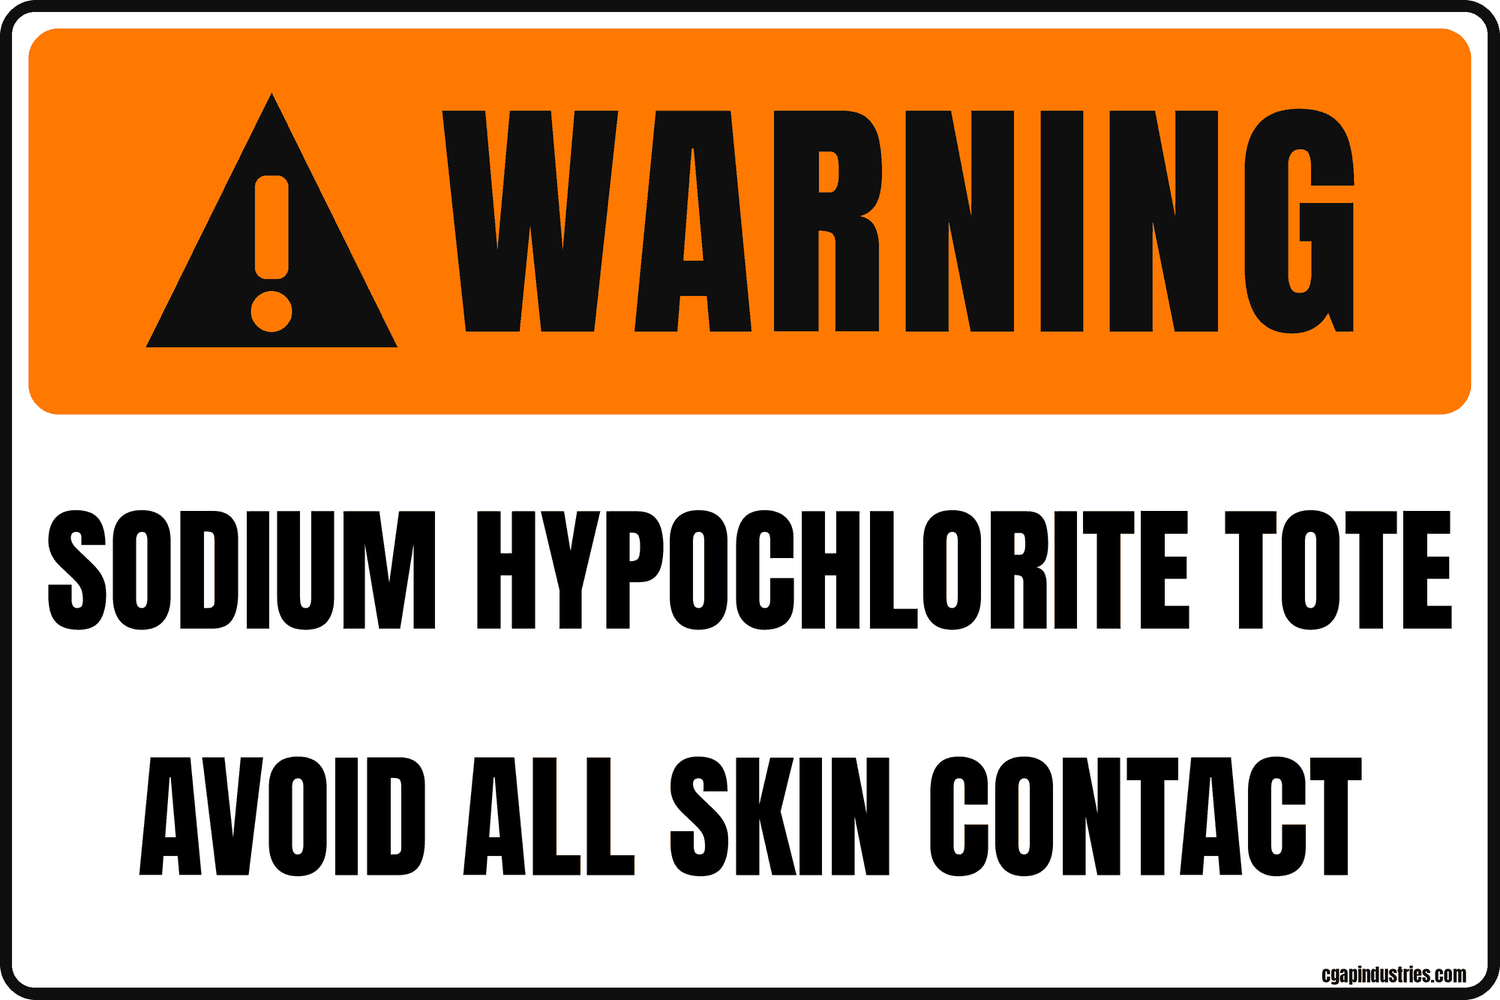 WARNING
SODIUM HYPOCHLORITE TOTE
AVOID ALL SKIN CONTACT
cgapindustries.com